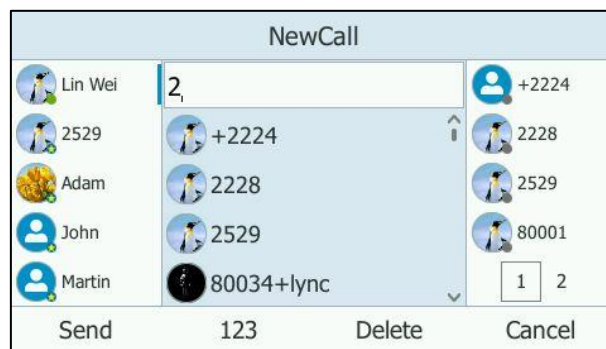 NewCall
Lin Wei
2529
Adam
John
Martin
2
+2224
2228
2529
80034+lync
+2224
2228
2529
80001
1 2
Send 123 Delete Cancel